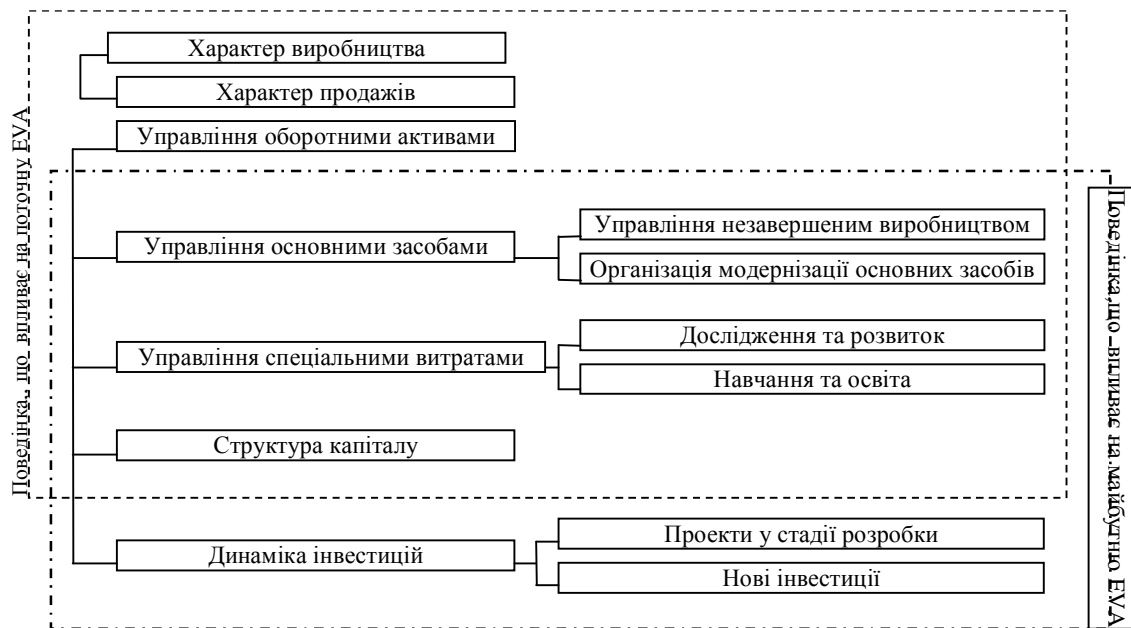 Поведінка, що впливає на поточну EVA
Характер виробництва
Характер продажів
Управління оборотними активами
Управління основними засобами
Управління незавершеним виробництвом
Організація модернізації основних засобів
Управління спеціальними витратами
Дослідження та розвиток
Навчання та освіта
Структура капіталу
Динаміка інвестицій
Проекти у стадії розробки
Нові інвестиції
Поведінка,що впливає на майбутню EVA